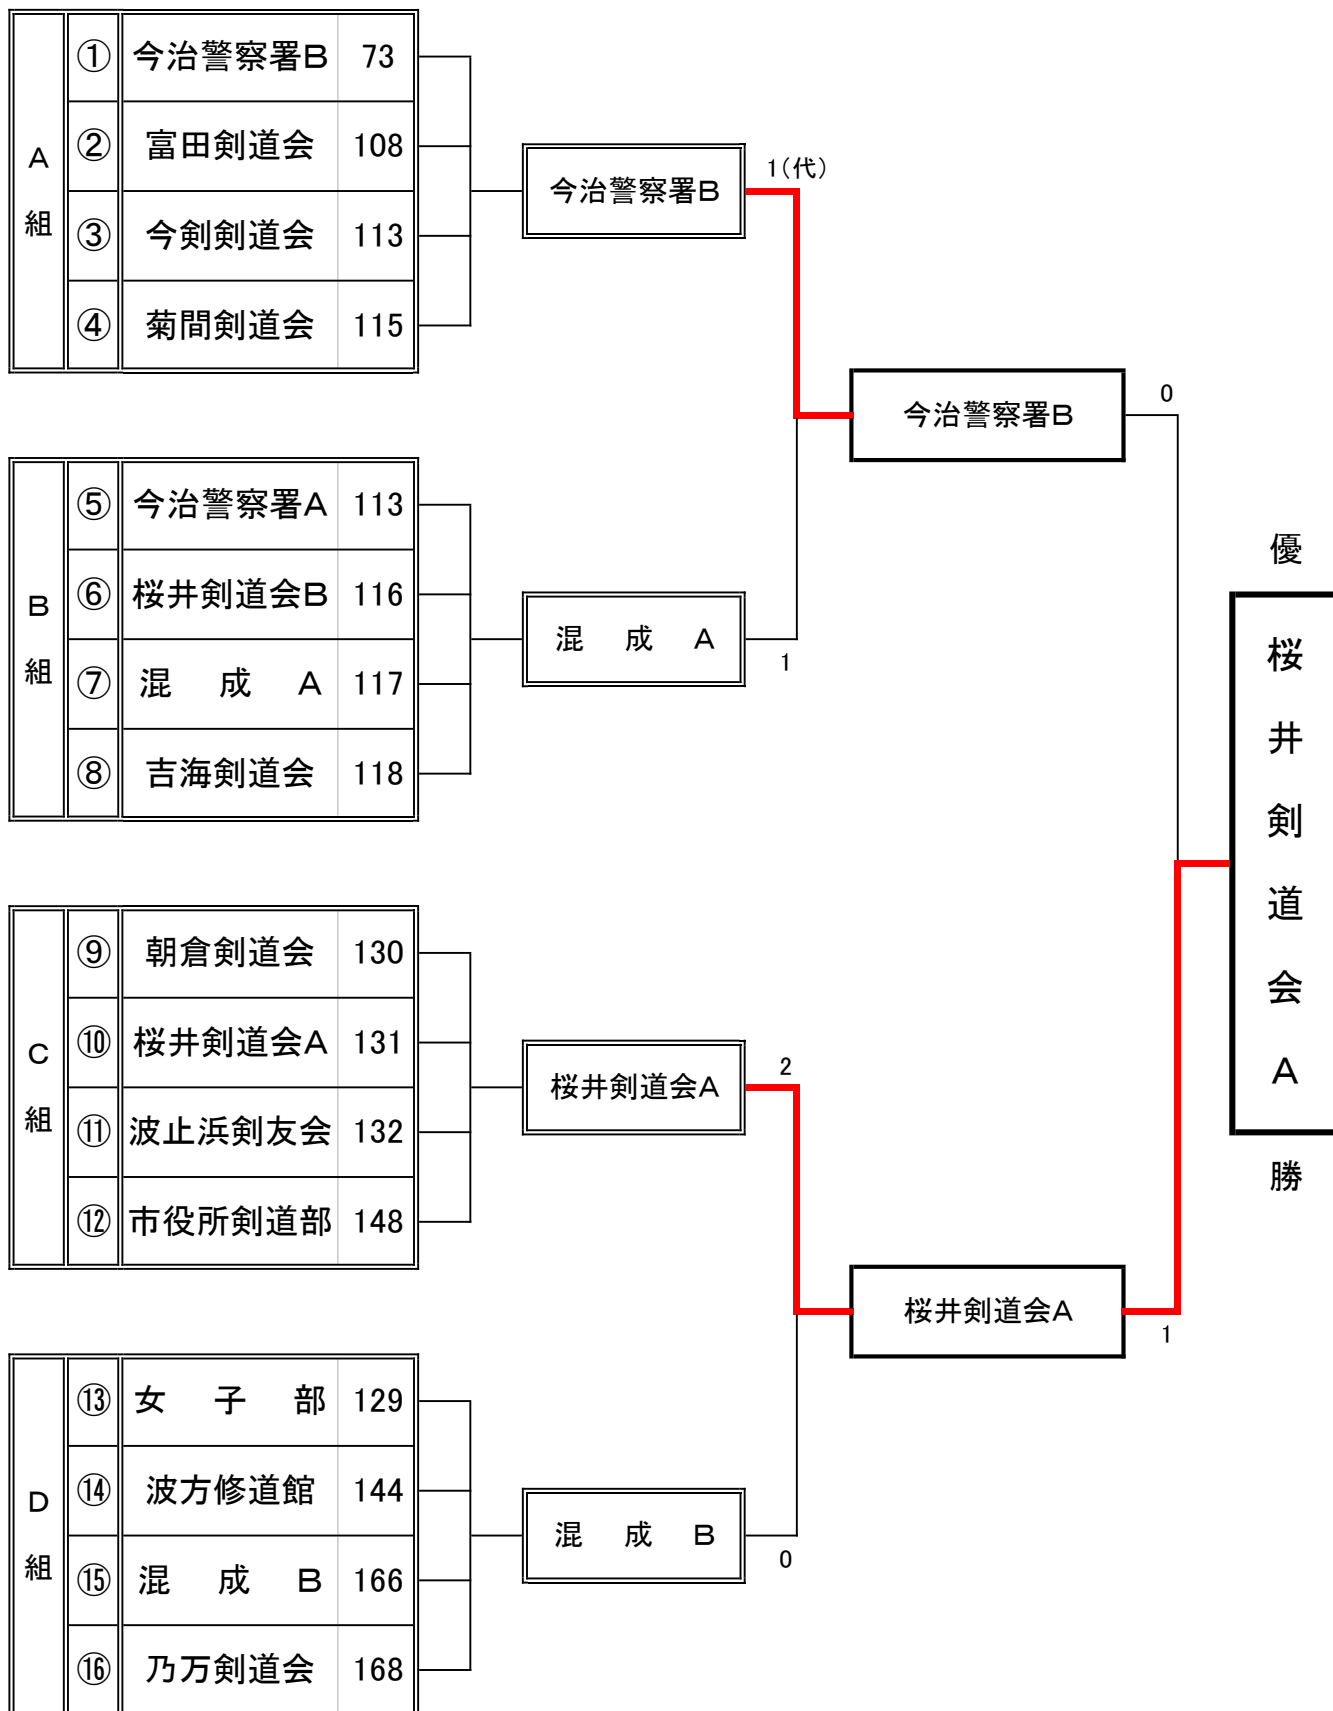 A組
① 今治警察署B 73
② 富田剣道会 108
③ 今剣剣道会 113
④ 菊間剣道会 115
今治警察署B
1(代)
B組
⑤ 今治警察署A 113
⑥ 桜井剣道会B 116
⑦ 混 成 A 117
⑧ 吉海剣道会 118
混 成 A
1
今治警察署B
0
C組
⑨ 朝倉剣道会 130
⑩ 桜井剣道会A 131
⑪ 波止浜剣友会 132
⑫ 市役所剣道部 148
桜井剣道会A
2
D組
⑬ 女 子 部 129
⑭ 波方修道館 144
⑮ 混 成 B 166
⑯ 乃万剣道会 168
混 成 B
0
桜井剣道会A
1
優
桜井剣道会A
勝